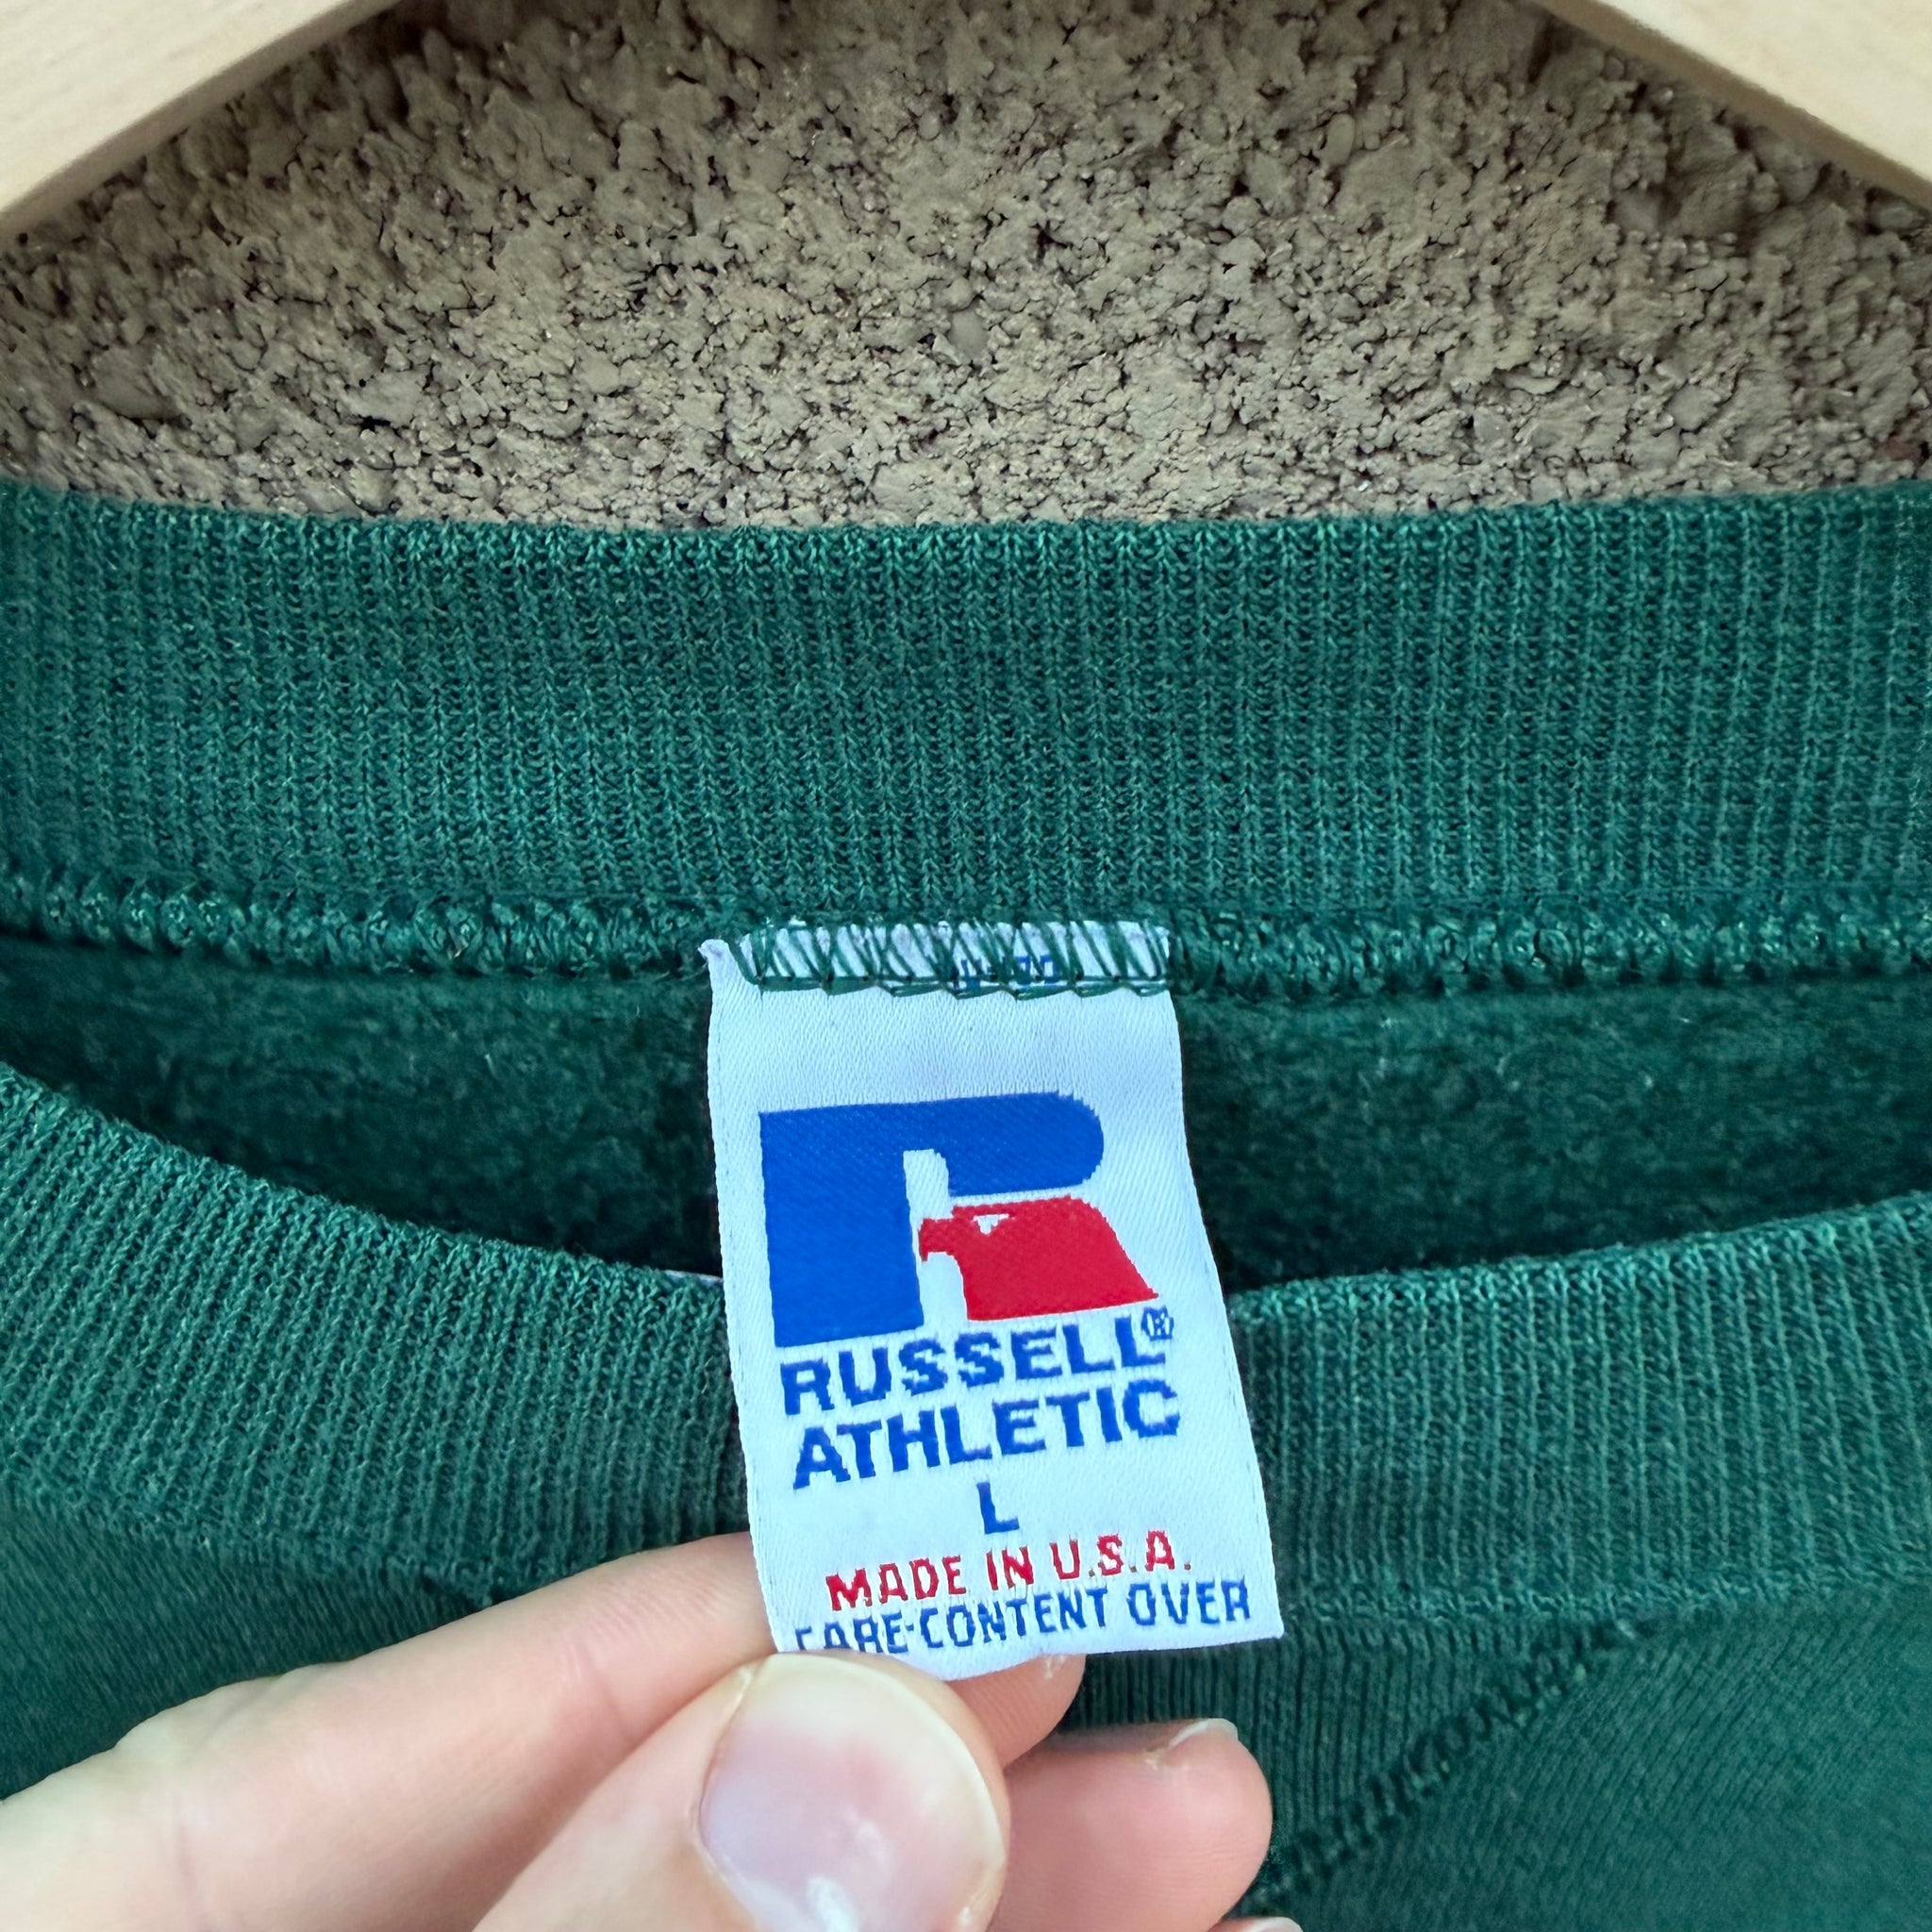 RUSSELL®
ATHLETIC
L
MADE IN U.S.A.
CARE-CONTENT OVER